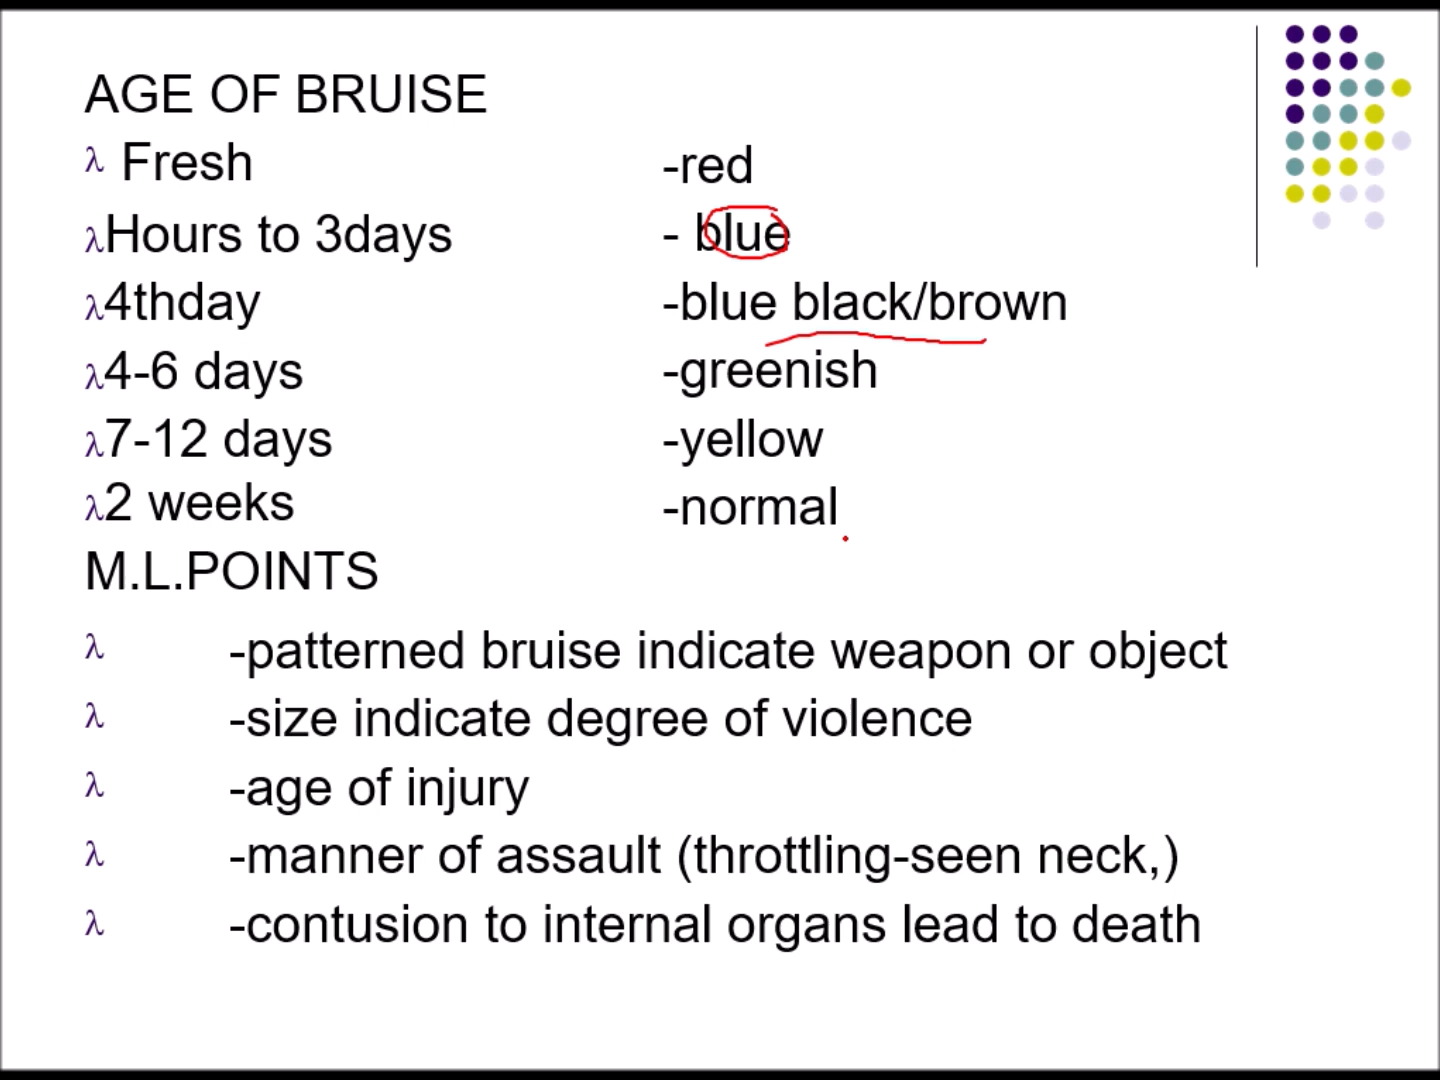 AGE OF BRUISE
λ Fresh -red
λHours to 3days - blue
λ4thday -blue black/brown
λ4-6 days -greenish
λ7-12 days -yellow
λ2 weeks -normal
M.L.POINTS
λ -patterned bruise indicate weapon or object
λ -size indicate degree of violence
λ -age of injury
λ -manner of assault (throttling-seen neck,)
λ -contusion to internal organs lead to death